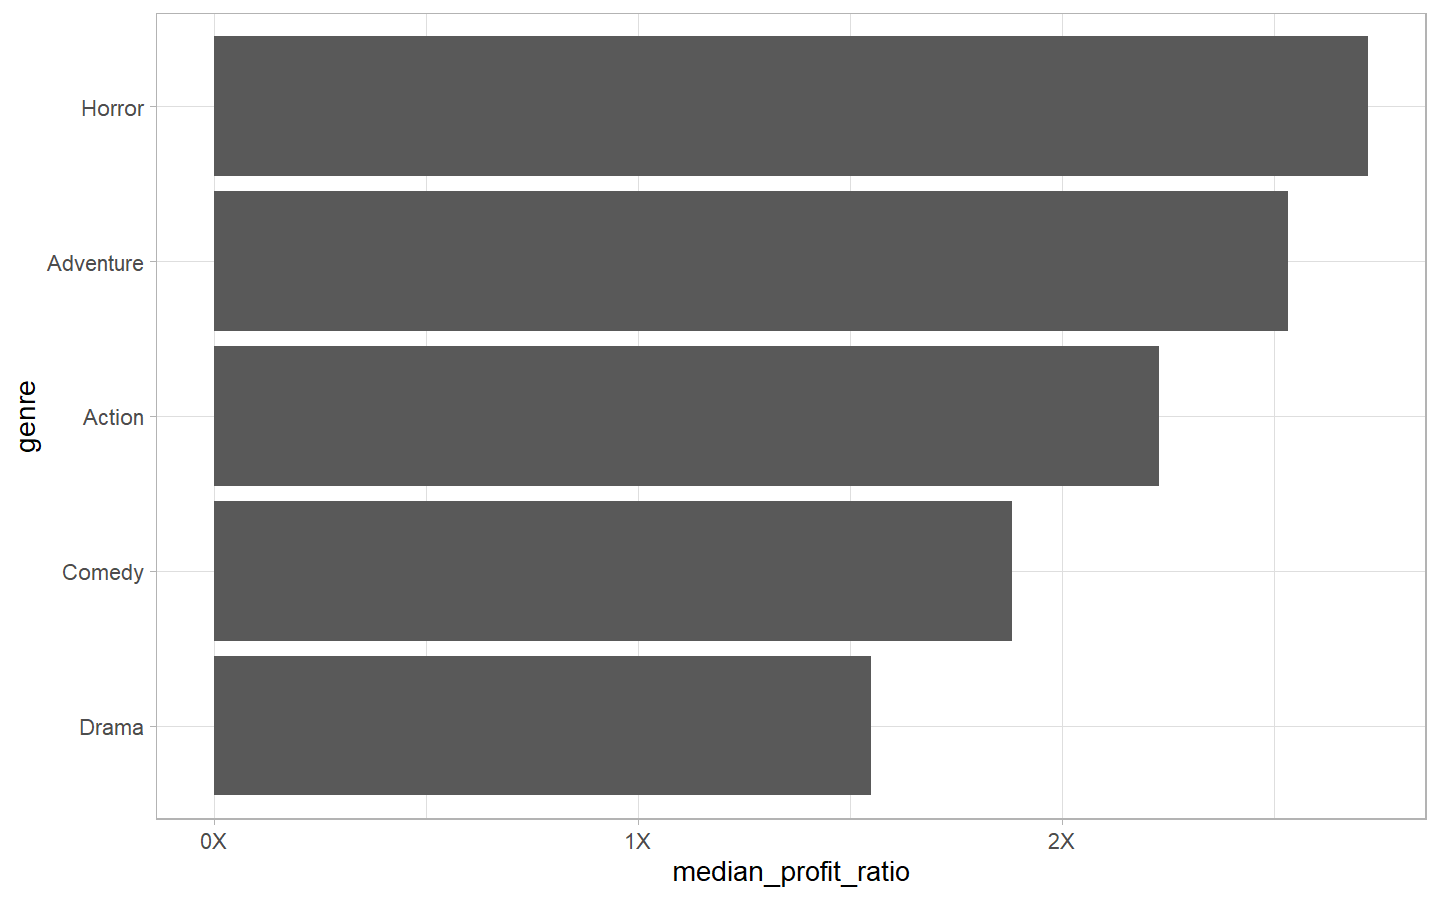 Horror
Adventure
Action
Comedy
Drama
genre
0X 1X 2X
median_profit_ratio